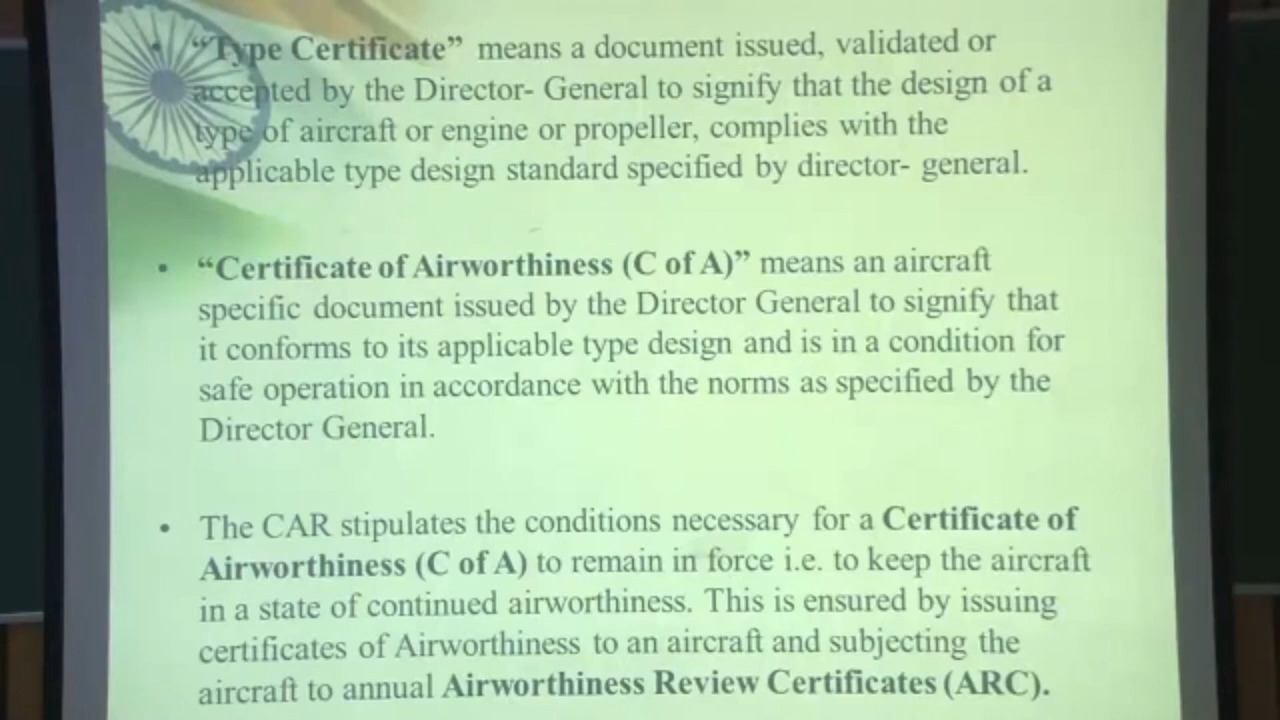 • “Type Certificate” means a document issued, validated or
accepted by the Director- General to signify that the design of a
type of aircraft or engine or propeller, complies with the
applicable type design standard specified by director- general.
• “Certificate of Airworthiness (C of A)” means an aircraft
specific document issued by the Director General to signify that
it conforms to its applicable type design and is in a condition for
safe operation in accordance with the norms as specified by the
Director General.
• The CAR stipulates the conditions necessary for a Certificate of
Airworthiness (C of A) to remain in force i.e. to keep the aircraft
in a state of continued airworthiness. This is ensured by issuing
certificates of Airworthiness to an aircraft and subjecting the
aircraft to annual Airworthiness Review Certificates (ARC).